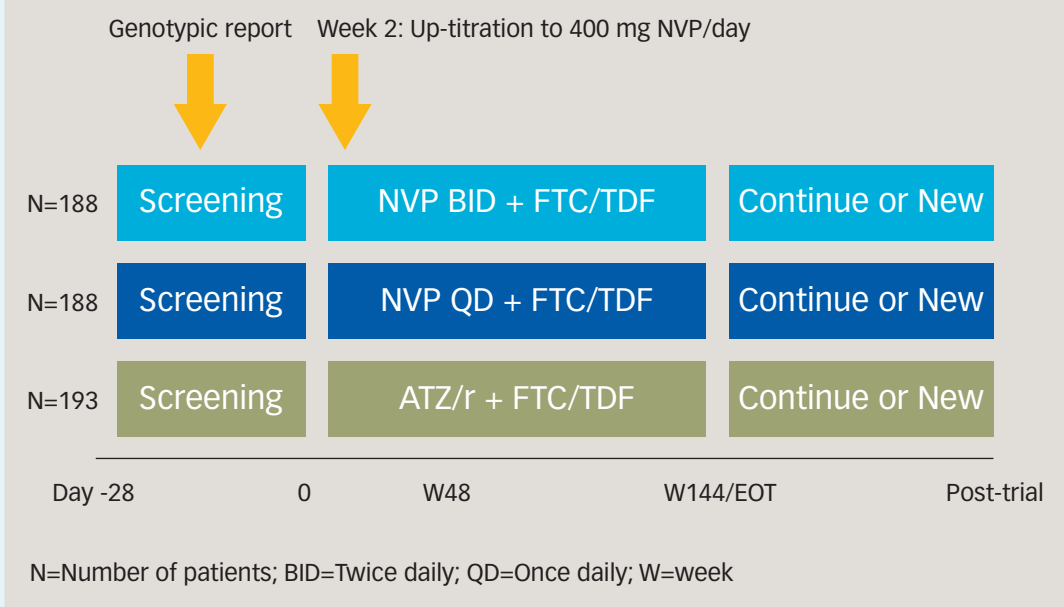 Genotypic report
Week 2: Up-titration to 400 mg NVP/day
N=188
Screening
NVP BID + FTC/TDF
Continue or New
N=188
Screening
NVP QD + FTC/TDF
Continue or New
N=193
Screening
ATZ/r + FTC/TDF
Continue or New
Day -28
0
W48
W144/EOT
Post-trial
N=Number of patients; BID=Twice daily; QD=Once daily; W=week